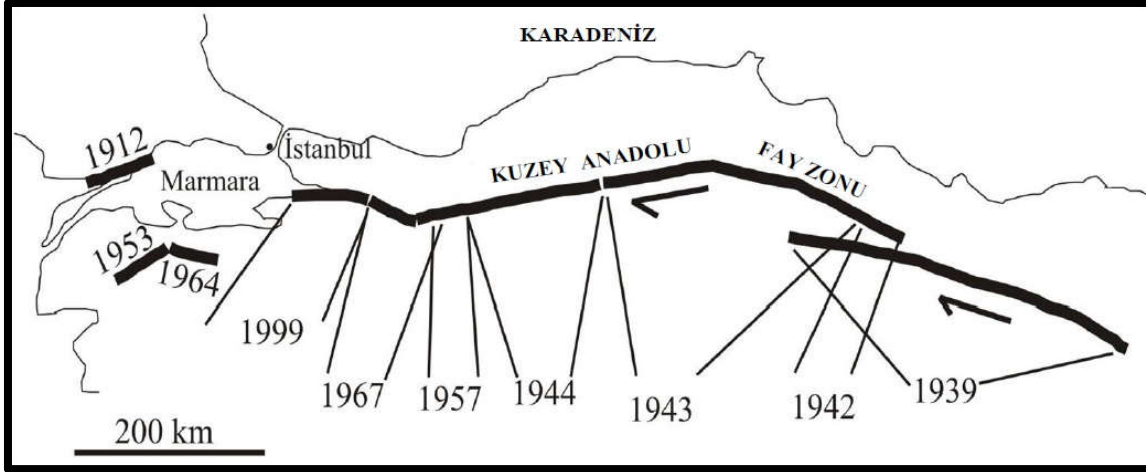 KARADENİZ
1912
İstanbul
Marmara
KUZEY ANADOLU
FAY ZONU
1953
1964
1999
1967
1957
1944
1943
1942
1939
200 km